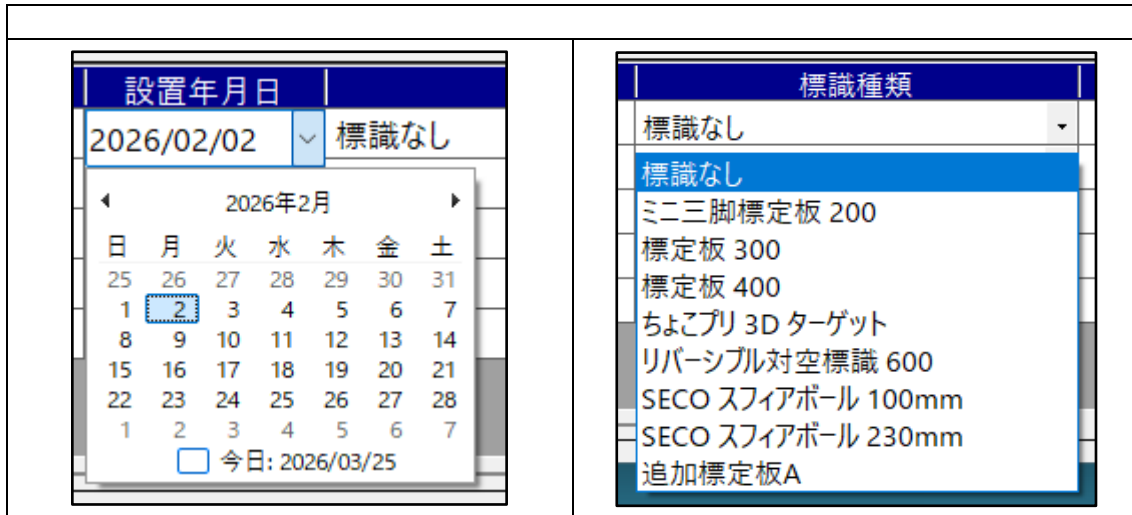 設置年月日
2026/02/02 標識なし
2026年2月
日 月 火 水 木 金 土
25 26 27 28 29 30 31
1 2 3 4 5 6 7
8 9 10 11 12 13 14
15 16 17 18 19 20 21
22 23 24 25 26 27 28
1 2 3 4 5 6 7
今日: 2026/03/25
標識種類
標識なし
標識なし
ミニ三脚標定板 200
標定板 300
標定板 400
ちょこプリ 3D ターゲット
リバーシブル対空標識 600
SECO スフィアボール 100mm
SECO スフィアボール 230mm
追加標定板A